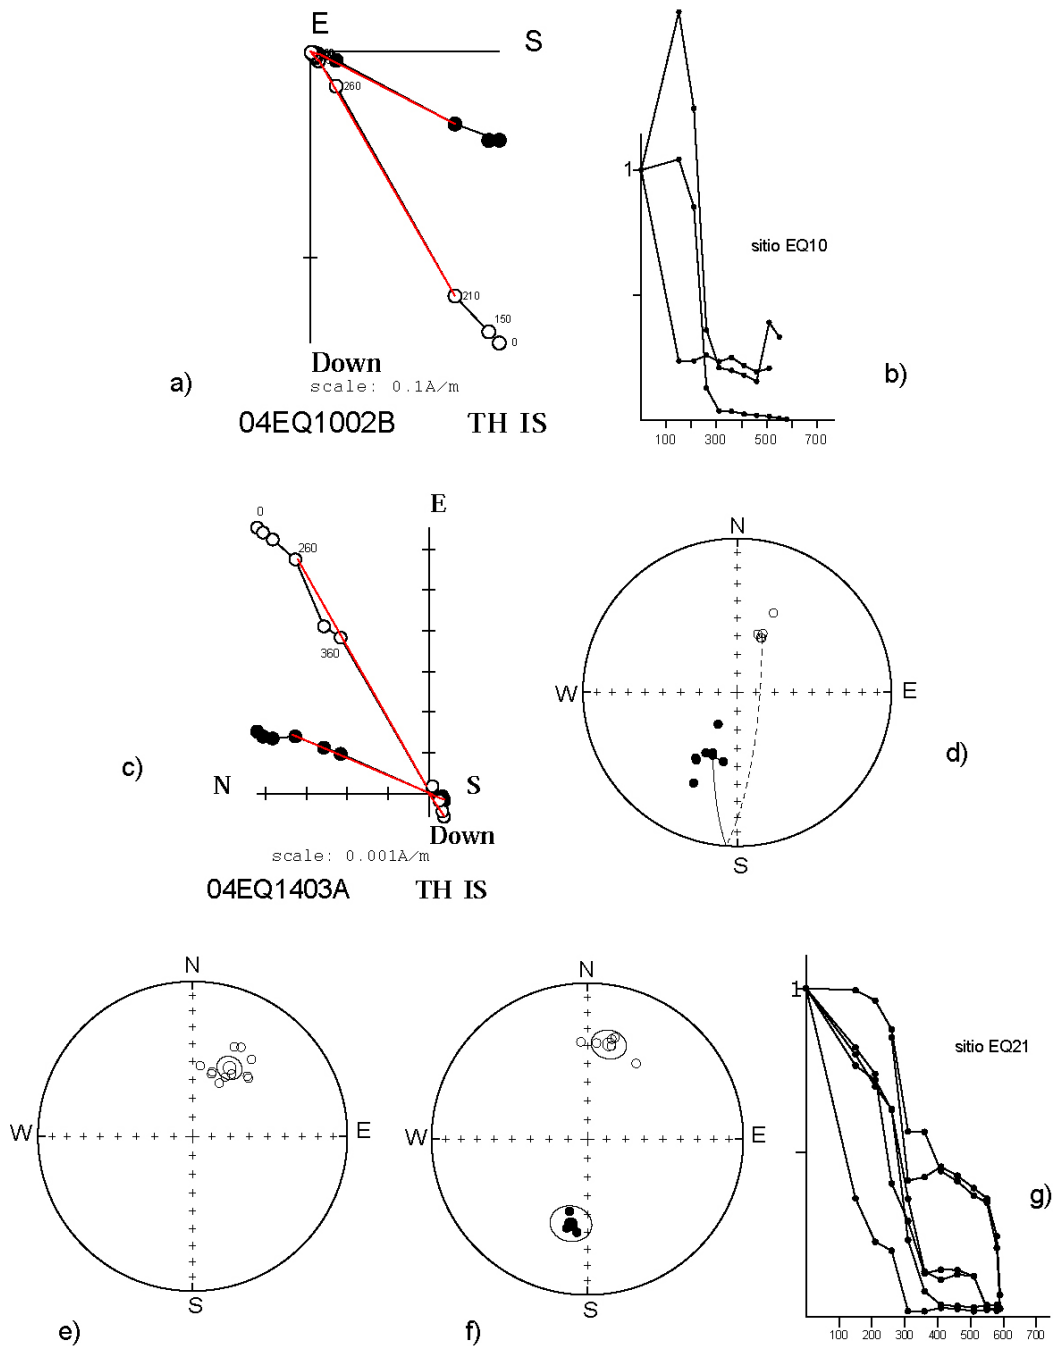 E
S
260
210
150
0
Down
scale: 0.1A/m
a)
04EQ1002B TH IS
1
sitio EQ10
b)
100 300 500 700
E
0
260
360
c)
N
S
Down
scale: 0.001A/m
04EQ1403A TH IS
N
W
E
S
d)
N
W
E
S
e)
N
W
E
S
f)
1
sitio EQ21
g)
100 200 300 400 500 600 700